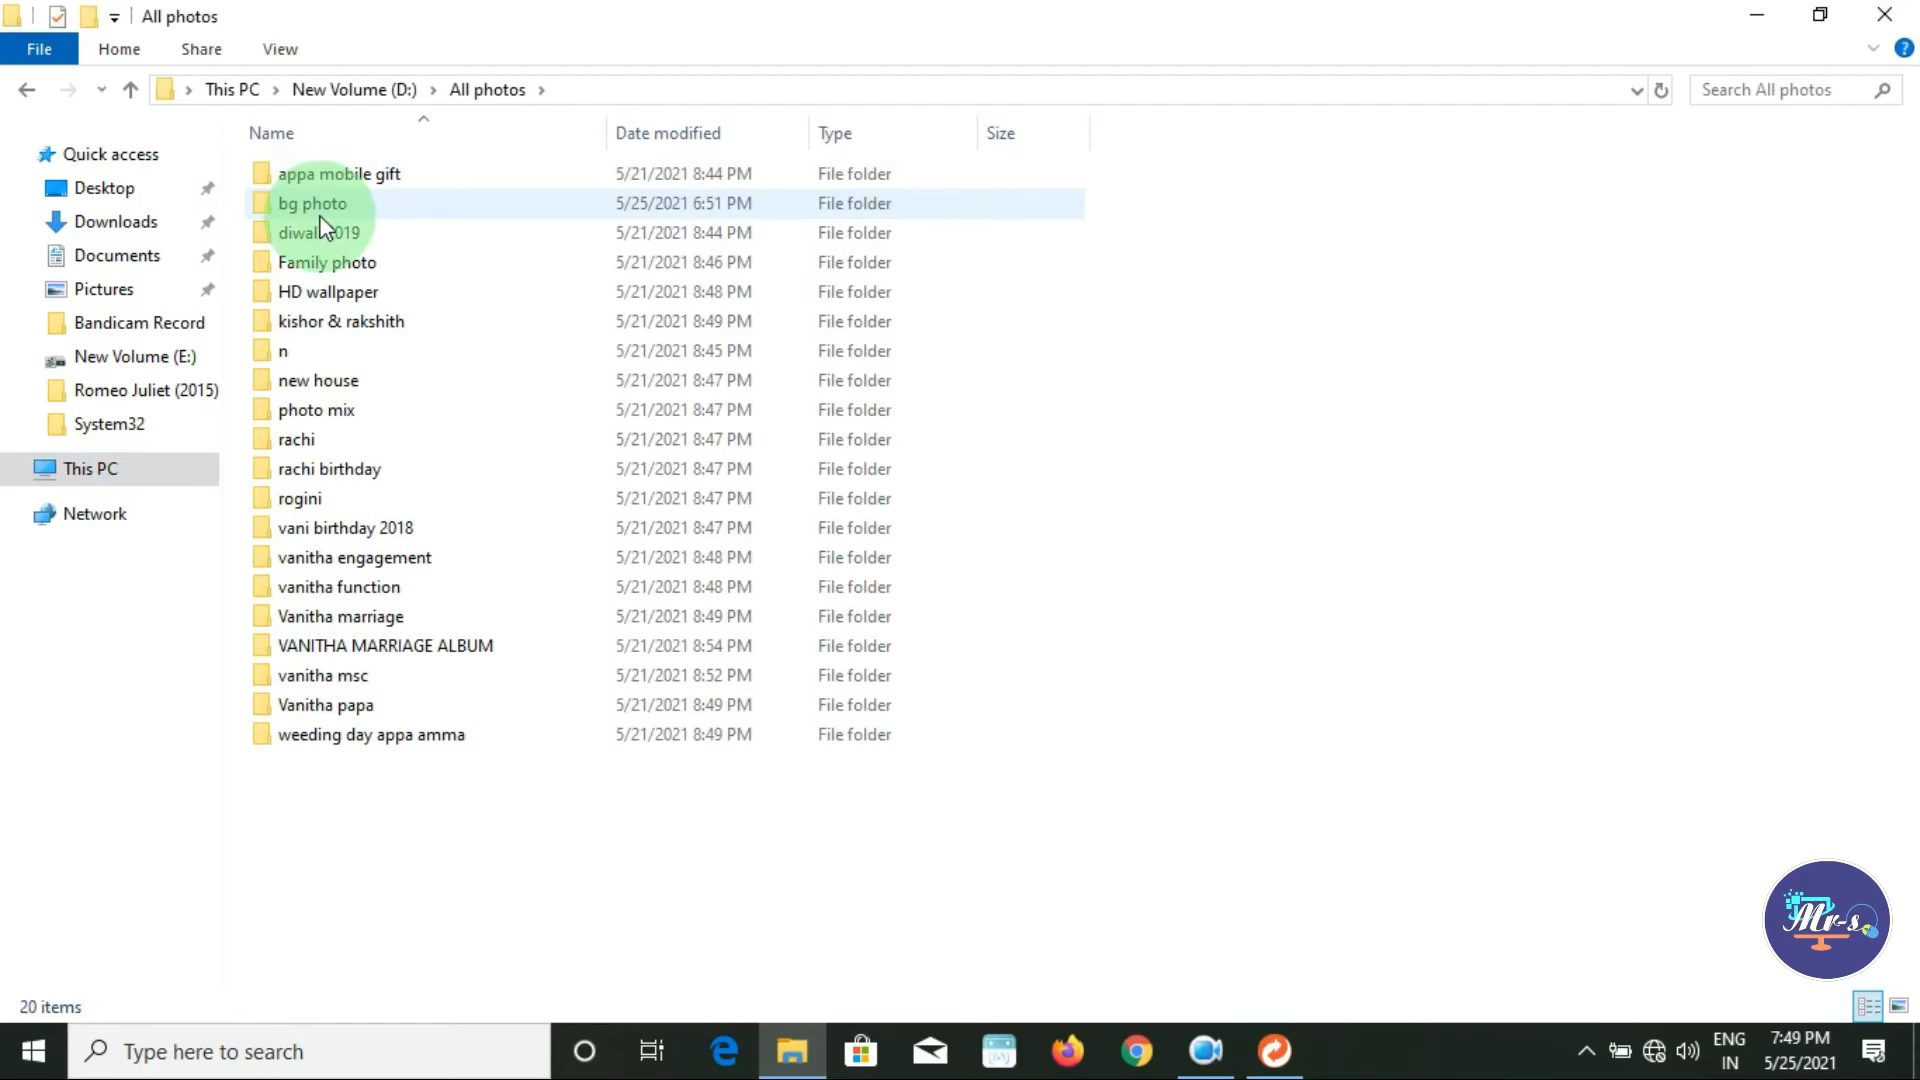 All photos
File Home Share View
This PC New Volume (D:) All photos
Search All photos
Name Date modified Type Size
Quick access
Desktop
Downloads
Documents
Pictures
Bandicam Record
New Volume (E:)
Romeo Juliet (2015)
System32
This PC
Network
appa mobile gift 5/21/2021 8:44 PM File folder
bg photo 5/25/2021 6:51 PM File folder
5/21/2021 8:44 PM File folder
Family photo 5/21/2021 8:46 PM File folder
HD wallpaper 5/21/2021 8:48 PM File folder
kishor & rakshith 5/21/2021 8:49 PM File folder
n 5/21/2021 8:45 PM File folder
new house 5/21/2021 8:47 PM File folder
photo mix 5/21/2021 8:47 PM File folder
rachi 5/21/2021 8:47 PM File folder
rachi birthday 5/21/2021 8:47 PM File folder
rogini 5/21/2021 8:47 PM File folder
vani birthday 2018 5/21/2021 8:47 PM File folder
vanitha engagement 5/21/2021 8:48 PM File folder
vanitha function 5/21/2021 8:48 PM File folder
Vanitha marriage 5/21/2021 8:49 PM File folder
VANITHA MARRIAGE ALBUM 5/21/2021 8:54 PM File folder
vanitha msc 5/21/2021 8:52 PM File folder
Vanitha papa 5/21/2021 8:49 PM File folder
weeding day appa amma 5/21/2021 8:49 PM File folder
Mr-s
20 items
Type here to search
ENG
IN
7:49 PM
5/25/2021